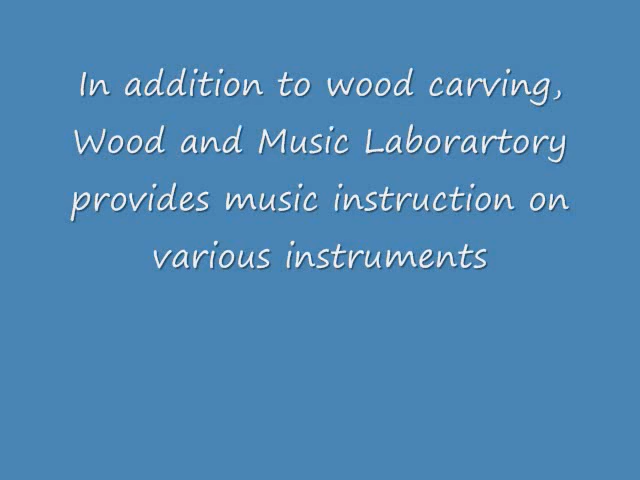 In addition to wood carving,
Wood and Music Laborartory
provides music instruction on
various instruments